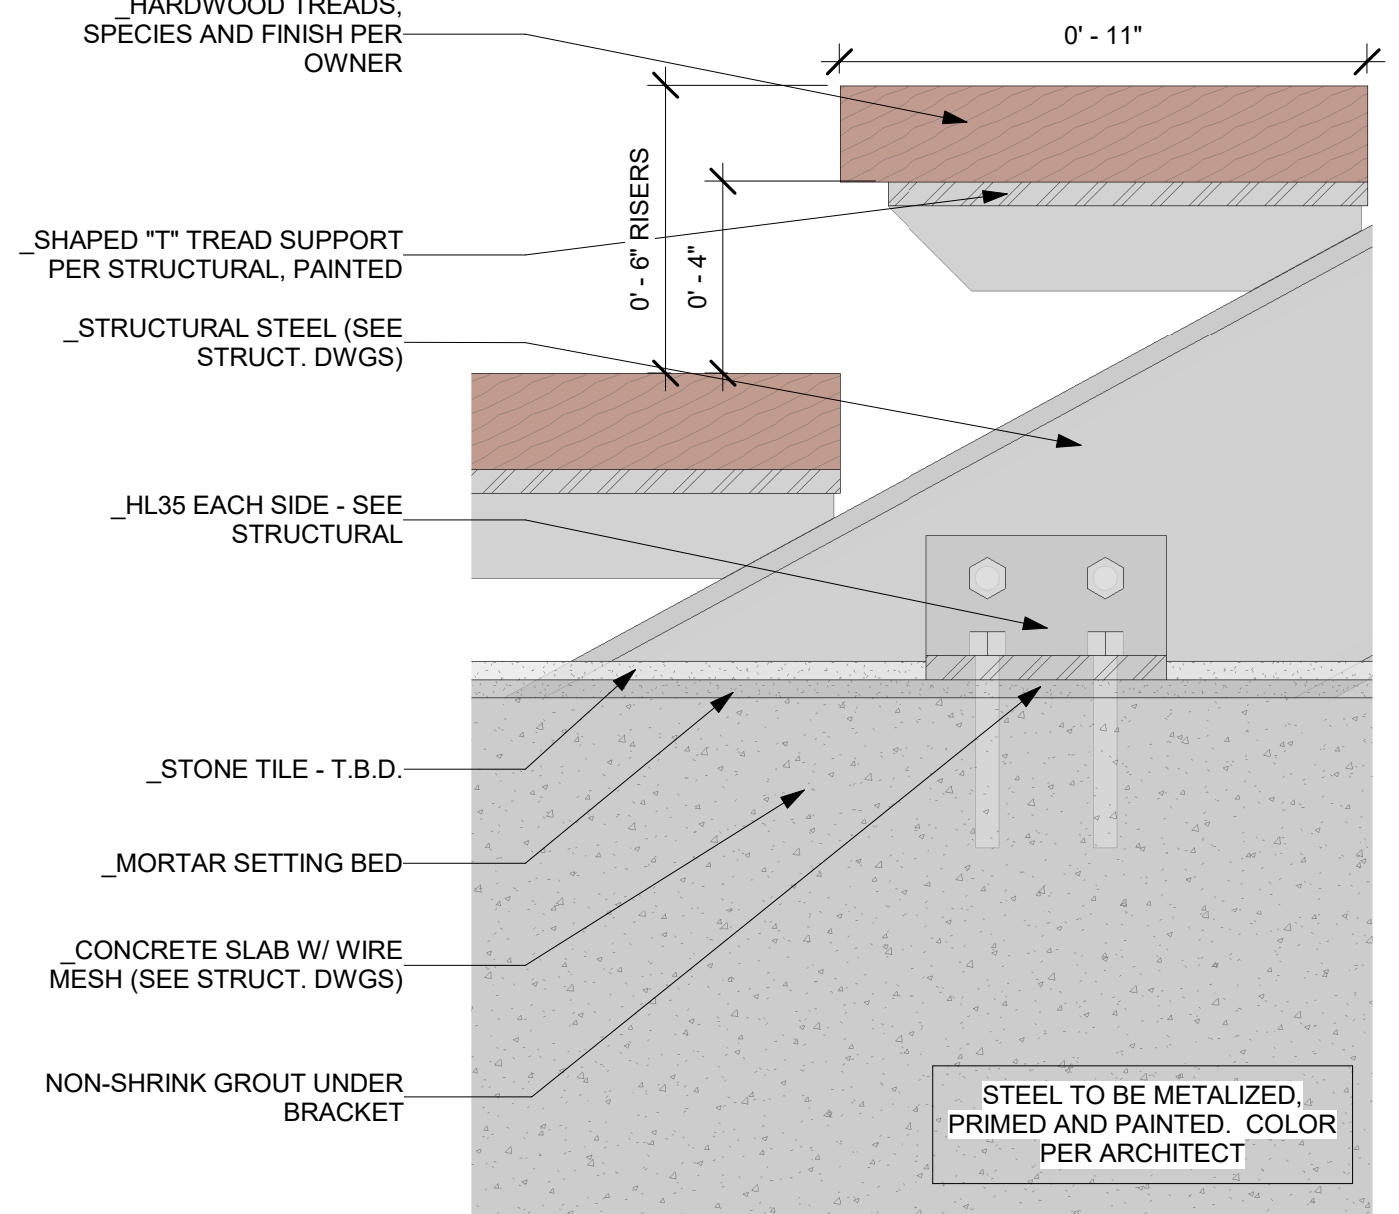 _HARDWOOD TREADS,
SPECIES AND FINISH PER
OWNER
0' - 11"
0' - 6" RISERS
0' - 4"
_SHAPED "T" TREAD SUPPORT
PER STRUCTURAL, PAINTED
_STRUCTURAL STEEL (SEE
STRUCT. DWGS)
_HL35 EACH SIDE - SEE
STRUCTURAL
_STONE TILE - T.B.D.
_MORTAR SETTING BED
_CONCRETE SLAB W/ WIRE
MESH (SEE STRUCT. DWGS)
NON-SHRINK GROUT UNDER
BRACKET
STEEL TO BE METALIZED,
PRIMED AND PAINTED.  COLOR
PER ARCHITECT